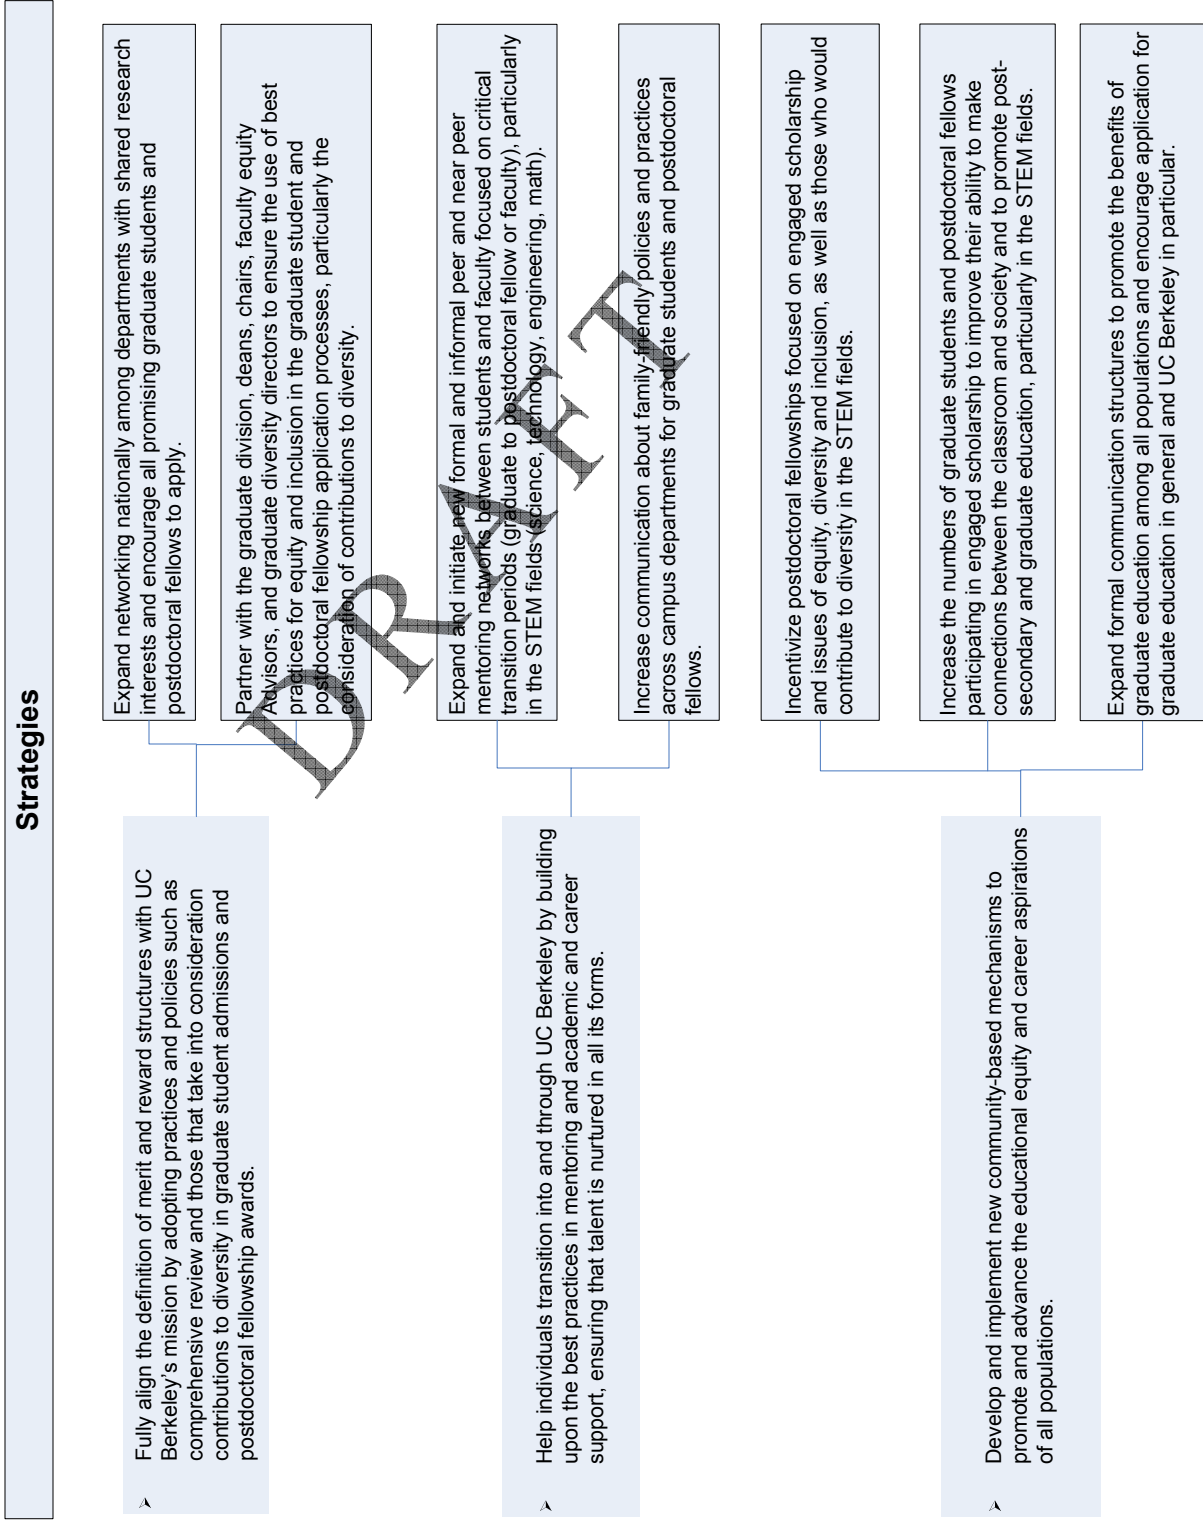 Strategies
➢ Fully align the definition of merit and reward structures with UC
Berkeley’s mission by adopting practices and policies such as
comprehensive review and those that take into consideration
contributions to diversity in graduate student admissions and
postdoctoral fellowship awards.
Expand networking nationally among departments with shared research
interests and encourage all promising graduate students and
postdoctoral fellows to apply.
Partner with the graduate division, deans, chairs, faculty equity
Advisors, and graduate diversity directors to ensure the use of best
practices for equity and inclusion in the graduate student and
postdoctoral fellowship application processes, particularly the
consideration of contributions to diversity.
➢ Help individuals transition into and through UC Berkeley by building
upon the best practices in mentoring and academic and career
support, ensuring that talent is nurtured in all its forms.
Expand and initiate new formal and informal peer and near peer
mentoring networks between students and faculty focused on critical
transition periods (graduate to postdoctoral fellow or faculty), particularly
in the STEM fields (science, technology, engineering, math).
Increase communication about family-friendly policies and practices
across campus departments for graduate students and postdoctoral
fellows.
➢ Develop and implement new community-based mechanisms to
promote and advance the educational equity and career aspirations
of all populations.
Incentivize postdoctoral fellowships focused on engaged scholarship
and issues of equity, diversity and inclusion, as well as those who would
contribute to diversity in the STEM fields.
Increase the numbers of graduate students and postdoctoral fellows
participating in engaged scholarship to improve their ability to make
connections between the classroom and society and to promote post-
secondary and graduate education, particularly in the STEM fields.
Expand formal communication structures to promote the benefits of
graduate education among all populations and encourage application for
graduate education in general and UC Berkeley in particular.
DRAFT